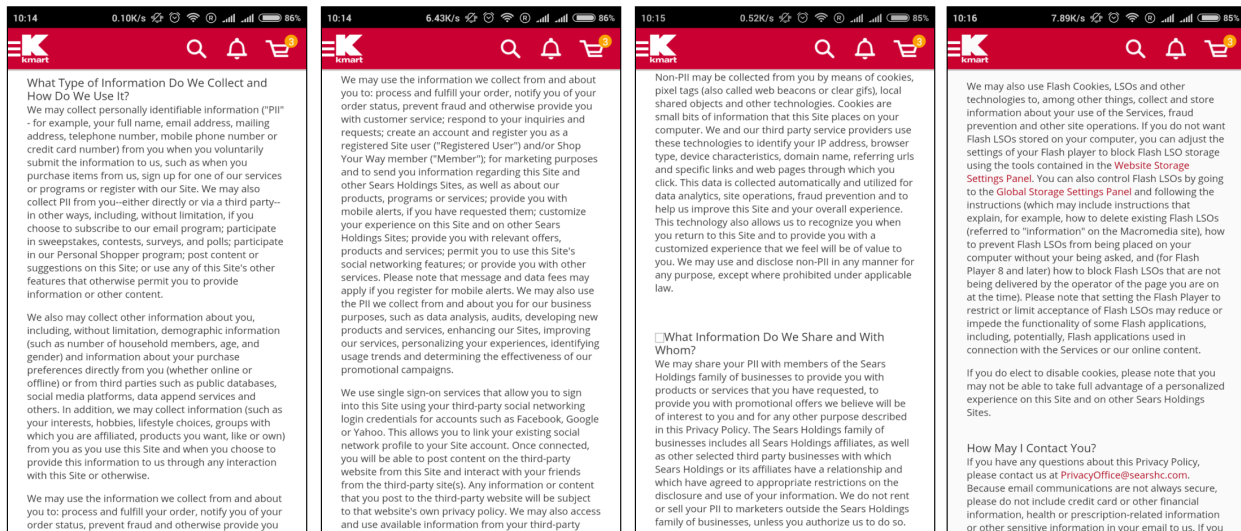 10:14 0.10K/s 86%
K
kmart
3
What Type of Information Do We Collect and
How Do We Use It?
We may collect personally identifiable information ("PII"
- for example, your full name, email address, mailing
address, telephone number, mobile phone number or
credit card number) from you when you voluntarily
submit the information to us, such as when you
purchase items from us, sign up for one of our services
or programs or register with our Site. We may also
collect PII from you--either directly or via a third party--
in other ways, including, without limitation, if you
choose to subscribe to our email program; participate
in sweepstakes, contests, surveys, and polls; participate
in our Personal Shopper program; post content or
suggestions on this Site; or use any of this Site's other
features that otherwise permit you to provide
information or other content.
We also may collect other information about you,
including, without limitation, demographic information
(such as number of household members, age, and
gender) and information about your purchase
preferences directly from you (whether online or
offline) or from third parties such as public databases,
social media platforms, data append services and
others. In addition, we may collect information (such as
your interests, hobbies, lifestyle choices, groups with
which you are affiliated, products you want, like or own)
from you as you use this Site and when you choose to
provide this information to us through any interaction
with this Site or otherwise.
We may use the information we collect from and about
you to: process and fulfill your order, notify you of your
order status, prevent fraud and otherwise provide you
10:14 6.43K/s R 86%
K
kmart
3
We may use the information we collect from and about
you to: process and fulfill your order, notify you of your
order status, prevent fraud and otherwise provide you
with customer service; respond to your inquiries and
requests; create an account and register you as a
registered Site user ("Registered User") and/or Shop
Your Way member ("Member"); for marketing purposes
and to send you information regarding this Site and
other Sears Holdings Sites, as well as about our
products, programs or services; provide you with
mobile alerts, if you have requested them; customize
your experience on this Site and on other Sears
Holdings Sites; provide you with relevant offers,
products and services; permit you to use this Site's
social networking features; or provide you with other
services. Please note that message and data fees may
apply if you register for mobile alerts. We may also use
the PII we collect from and about you for our business
purposes, such as data analysis, audits, developing new
products and services, enhancing our Sites, improving
our services, personalizing your experiences, identifying
usage trends and determining the effectiveness of our
promotional campaigns.
We use single sign-on services that allow you to sign
into this Site using your third-party social networking
login credentials for accounts such as Facebook, Google
or Yahoo. This allows you to link your existing social
network profile to your Site account. Once connected,
you will be able to post content on the third-party
website from this Site and interact with your friends
from the third-party site(s). Any information or content
that you post to the third-party website will be subject
to that website's own privacy policy. We may also access
and use available information from your third-party
10:15 0.52K/s R 85%
K
kmart
3
Non-PII may be collected from you by means of cookies,
pixel tags (also called web beacons or clear gifs), local
shared objects and other technologies. Cookies are
small bits of information that this Site places on your
computer. We and our third party service providers use
these technologies to identify your IP address, browser
type, device characteristics, domain name, referring urls
and specific links and web pages through which you
click. This data is collected automatically and utilized for
data analytics, site operations, fraud prevention and to
help us improve this Site and your overall experience.
This technology also allows us to recognize when you
return to this Site and to provide you with a
customized experience that we feel will be of value to
you. We may use and disclose non-PII in any manner for
any purpose, except where prohibited under applicable
law.
What Information Do We Share and With
Whom?
We may share your PII with members of the Sears
Holdings family of businesses to provide you with
products or services that you have requested, to
provide you with promotional offers we believe will be
of interest to you and for any other purpose described
in this Privacy Policy. The Sears Holdings family of
businesses includes all Sears Holdings affiliates, as well
as other selected third party businesses with which
Sears Holdings or its affiliates have a relationship and
which have agreed to appropriate restrictions on the
disclosure and use of your information. We do not rent
or sell your PII to marketers outside the Sears Holdings
family of businesses, unless you authorize us to do so.
10:16 7.89K/s R 85%
K
kmart
3
We may also use Flash Cookies, LSOs and other
technologies to, among other things, collect and store
information about your use of the Services, fraud
prevention and other site operations. If you do not want
Flash LSOs stored on your computer, you can adjust the
settings of your Flash player to block Flash LSO storage
using the tools contained in the Website Storage
Settings Panel. You can also control Flash LSOs by going
to the Global Storage Settings Panel and following the
instructions (which may include instructions that
explain, for example, how to delete existing Flash LSOs
(referred to "information" on the Macromedia site), how
to prevent Flash LSOs from being placed on your
computer without your being asked, and (for Flash
Player 8 and later) how to block Flash LSOs that are not
being delivered by the operator of the page you are on
at the time). Please note that setting the Flash Player to
restrict or limit acceptance of Flash LSOs may reduce or
impede the functionality of some Flash applications,
including, potentially, Flash applications used in
connection with the Services or our online content.
If you do elect to disable cookies, please note that you
may not be able to take full advantage of a personalized
experience on this Site and on other Sears Holdings
Sites.
How May I Contact You?
If you have any questions about this Privacy Policy,
please contact us at PrivacyOffice@searshc.com.
Because email communications are not always secure,
please do not include credit card or other financial
information, health or prescription-related information
or other sensitive information in your email to us. If you